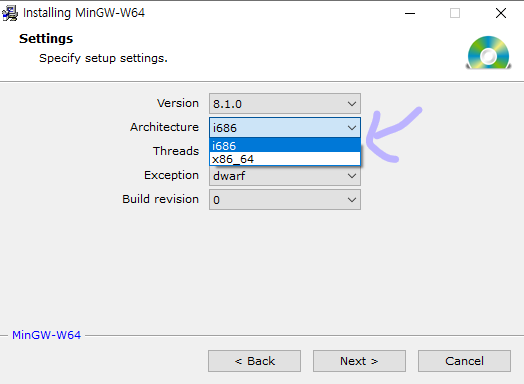 Installing MinGW-W64
Settings
Specify setup settings.
Version 8.1.0
Architecture i686
i686
Threads
x86_64
Exception dwarf
Build revision 0
MinGW-W64
< Back Next > Cancel